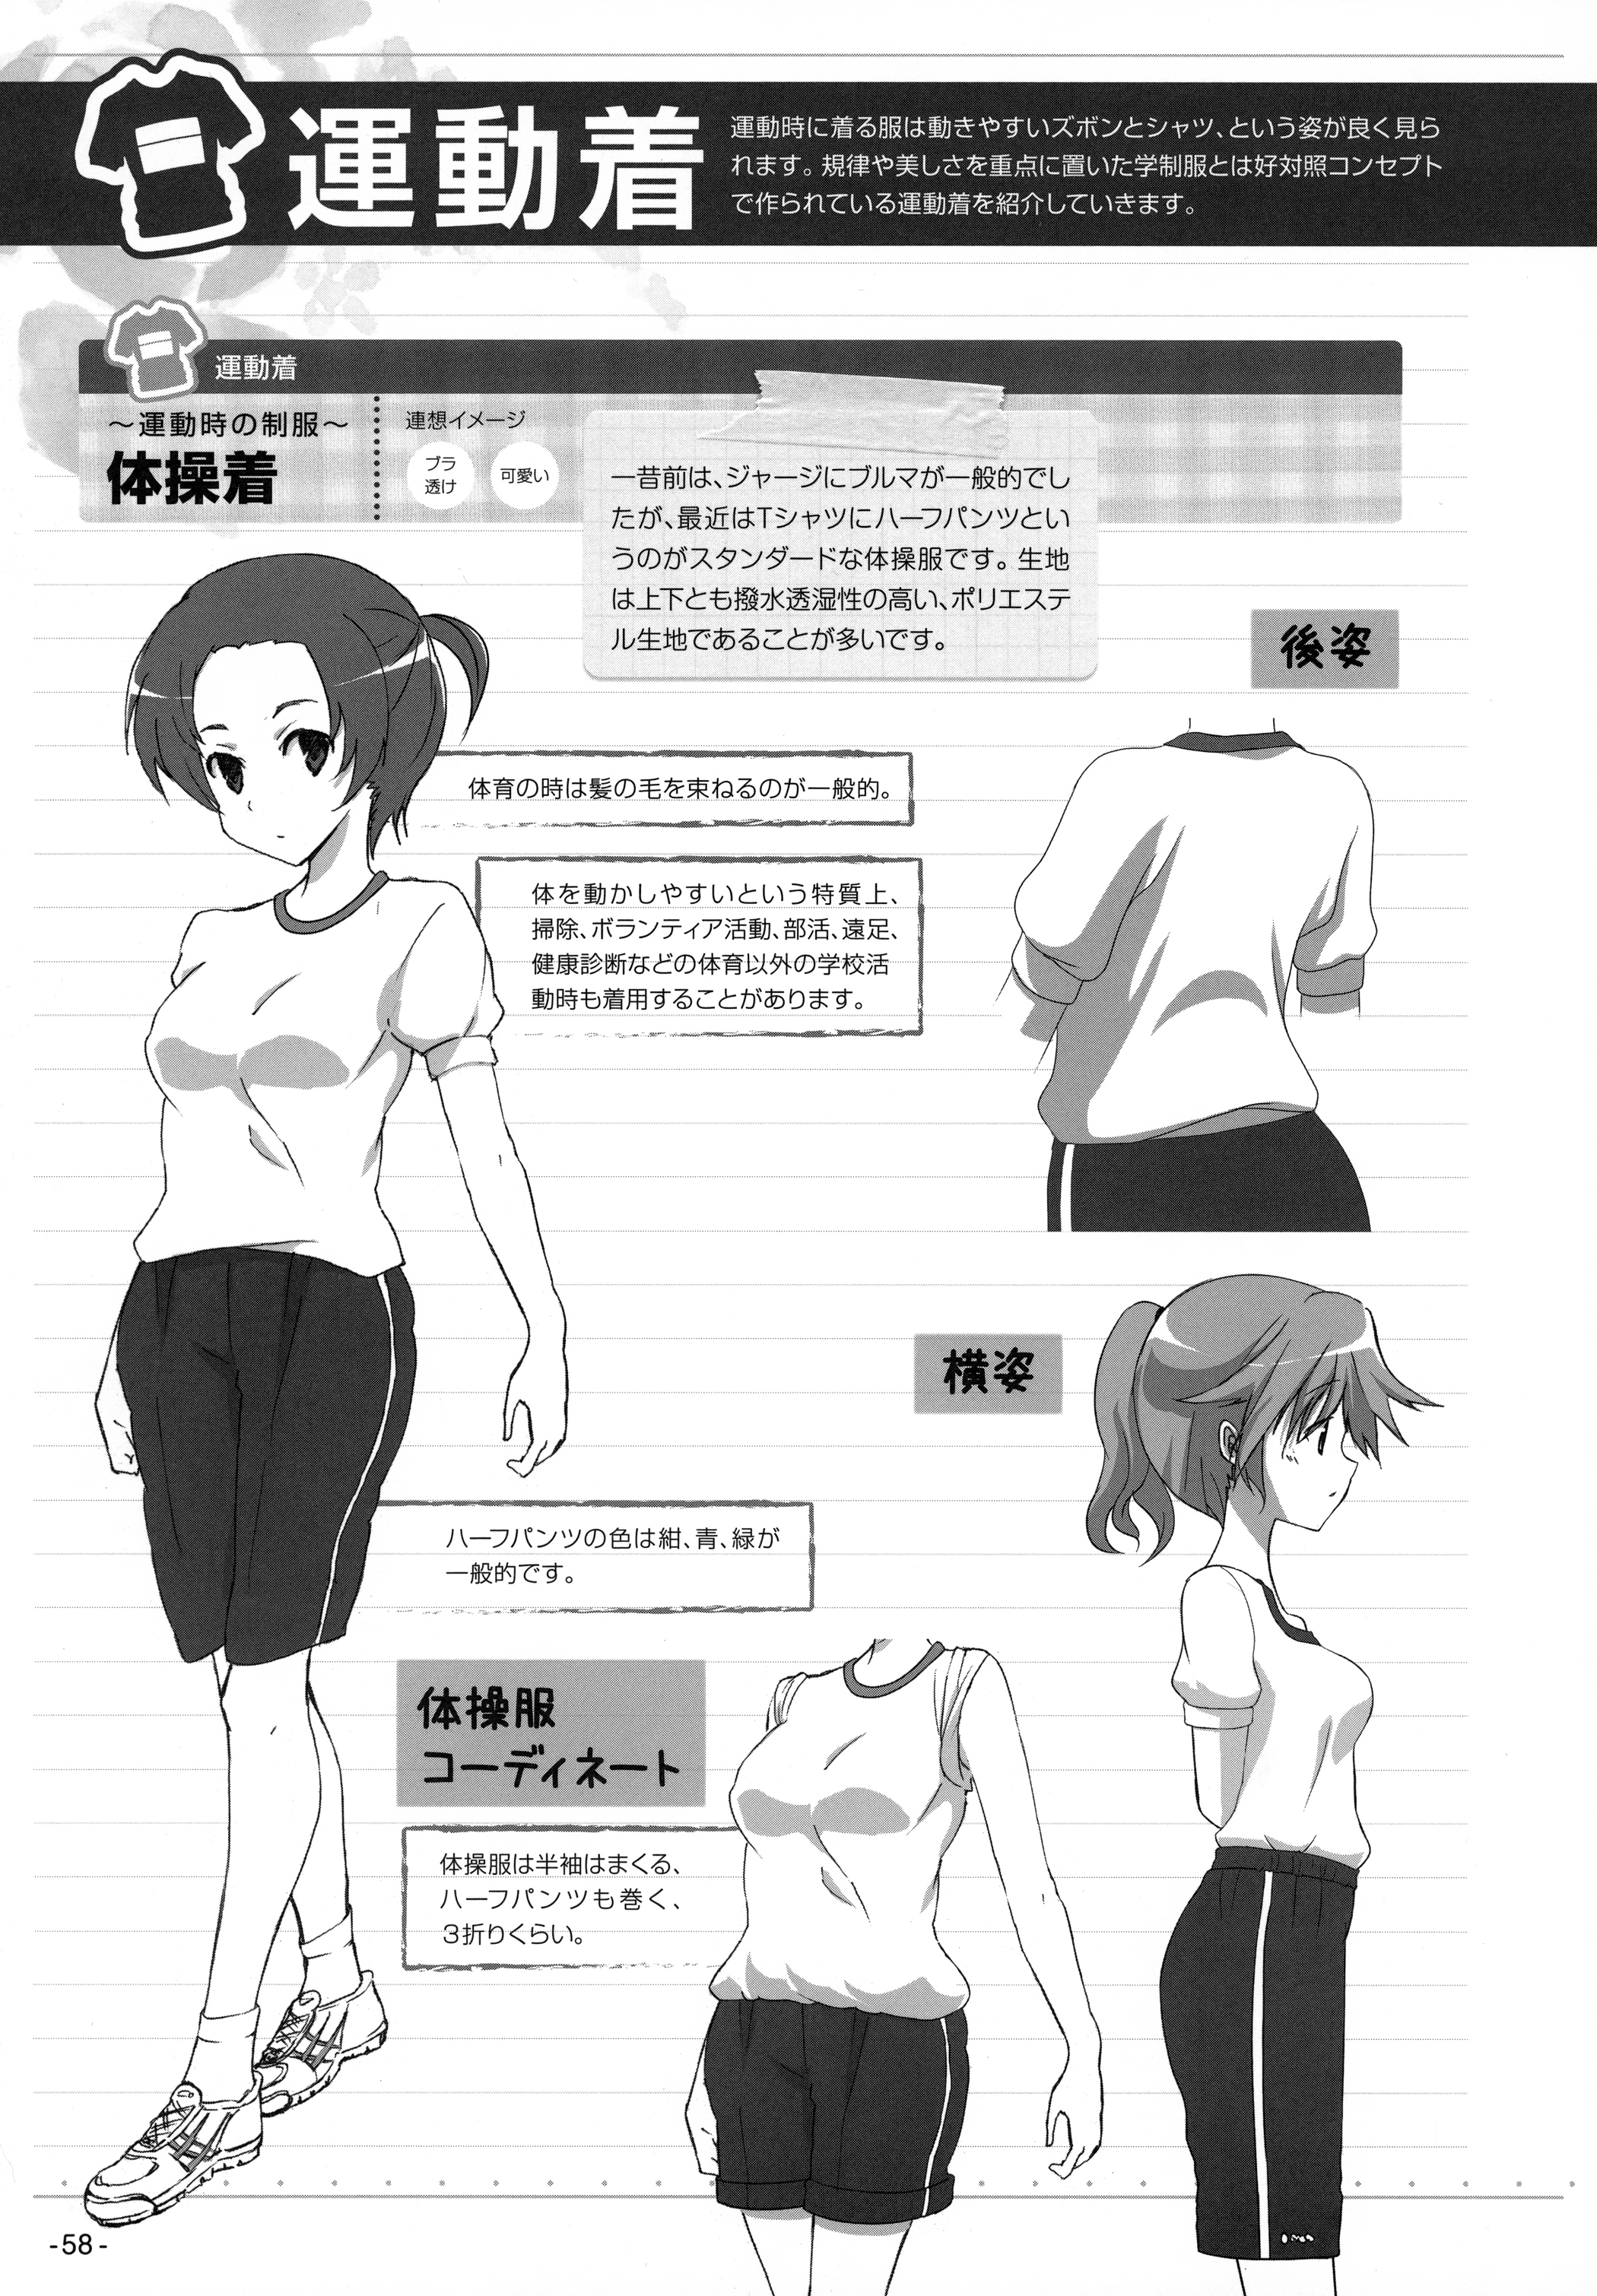 運動着
運動時に着る服は動きやすいズボンとシャツ、という姿が良く見ら
れます。規律や美しさを重点に置いた学制服とは好対照コンセプト
で作られている運動着を紹介していきます。
運動着
～運動時の制服～
体操着
連想イメージ
ブラ
透け
可愛い
一昔前は、ジャージにブルマが一般的でし
たが、最近はTシャツにハーフパンツとい
うのがスタンダードな体操服です。生地
は上下とも撥水透湿性の高い、ポリエステ
ル生地であることが多いです。
後姿
体育の時は髪の毛を束ねるのが一般的。
体を動かしやすいという特質上、
掃除、ボランティア活動、部活、遠足、
健康診断などの体育以外の学校活
動時も着用することがあります。
横姿
ハーフパンツの色は紺、青、緑が
一般的です。
体操服
コーディネート
体操服は半袖はまくる、
ハーフパンツも巻く、
３折りくらい。
-58-